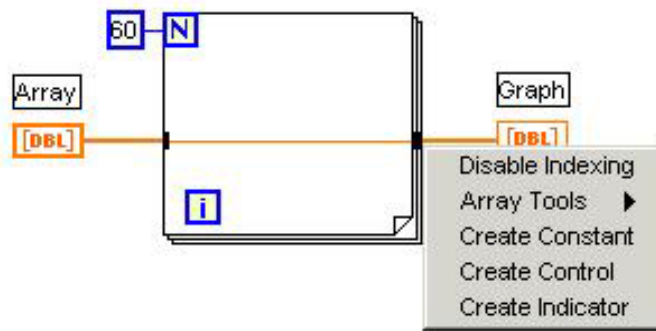 60 N
Array
Graph
[DBL]
[DBL]
i
Disable Indexing
Array Tools
Create Constant
Create Control
Create Indicator